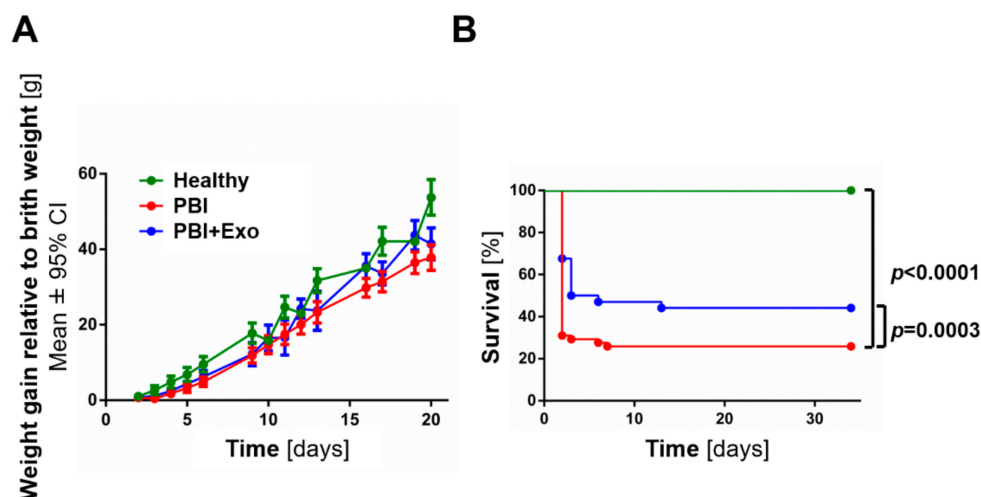 A
Weight gain relative to brith weight [g]
Mean ± 95% CI
60
40
20
0
Healthy
PBI
PBI+Exo
0 5 10 15 20
Time [days]
B
Survival [%]
100
80
60
40
20
0
0 10 20 30
Time [days]
p<0.0001
p=0.0003